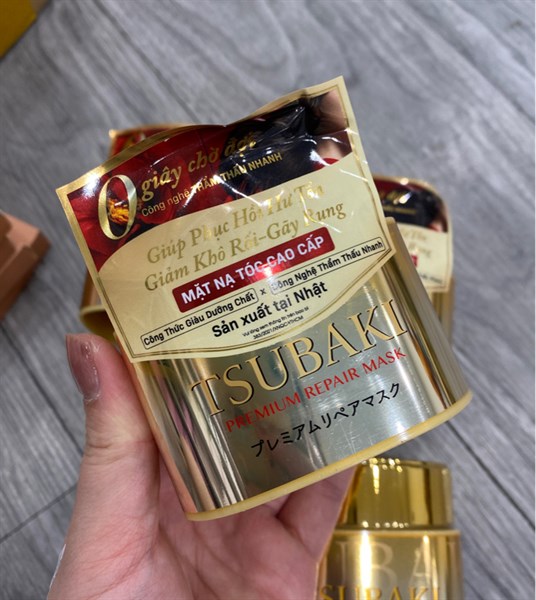 0 giây chờ đợi
Công nghệ THẨM THẤU NHANH
Giúp Phục Hồi Hư Tổn
Giảm Khô Rối-Gãy Rụng
MẶT NẠ TÓC CAO CẤP
Công Thức Giàu Dưỡng Chất x Công Nghệ Thẩm Thấu Nhanh
Sản xuất tại Nhật
TSUBAKI
PREMIUM REPAIR MASK
プレミアムリペアマスク